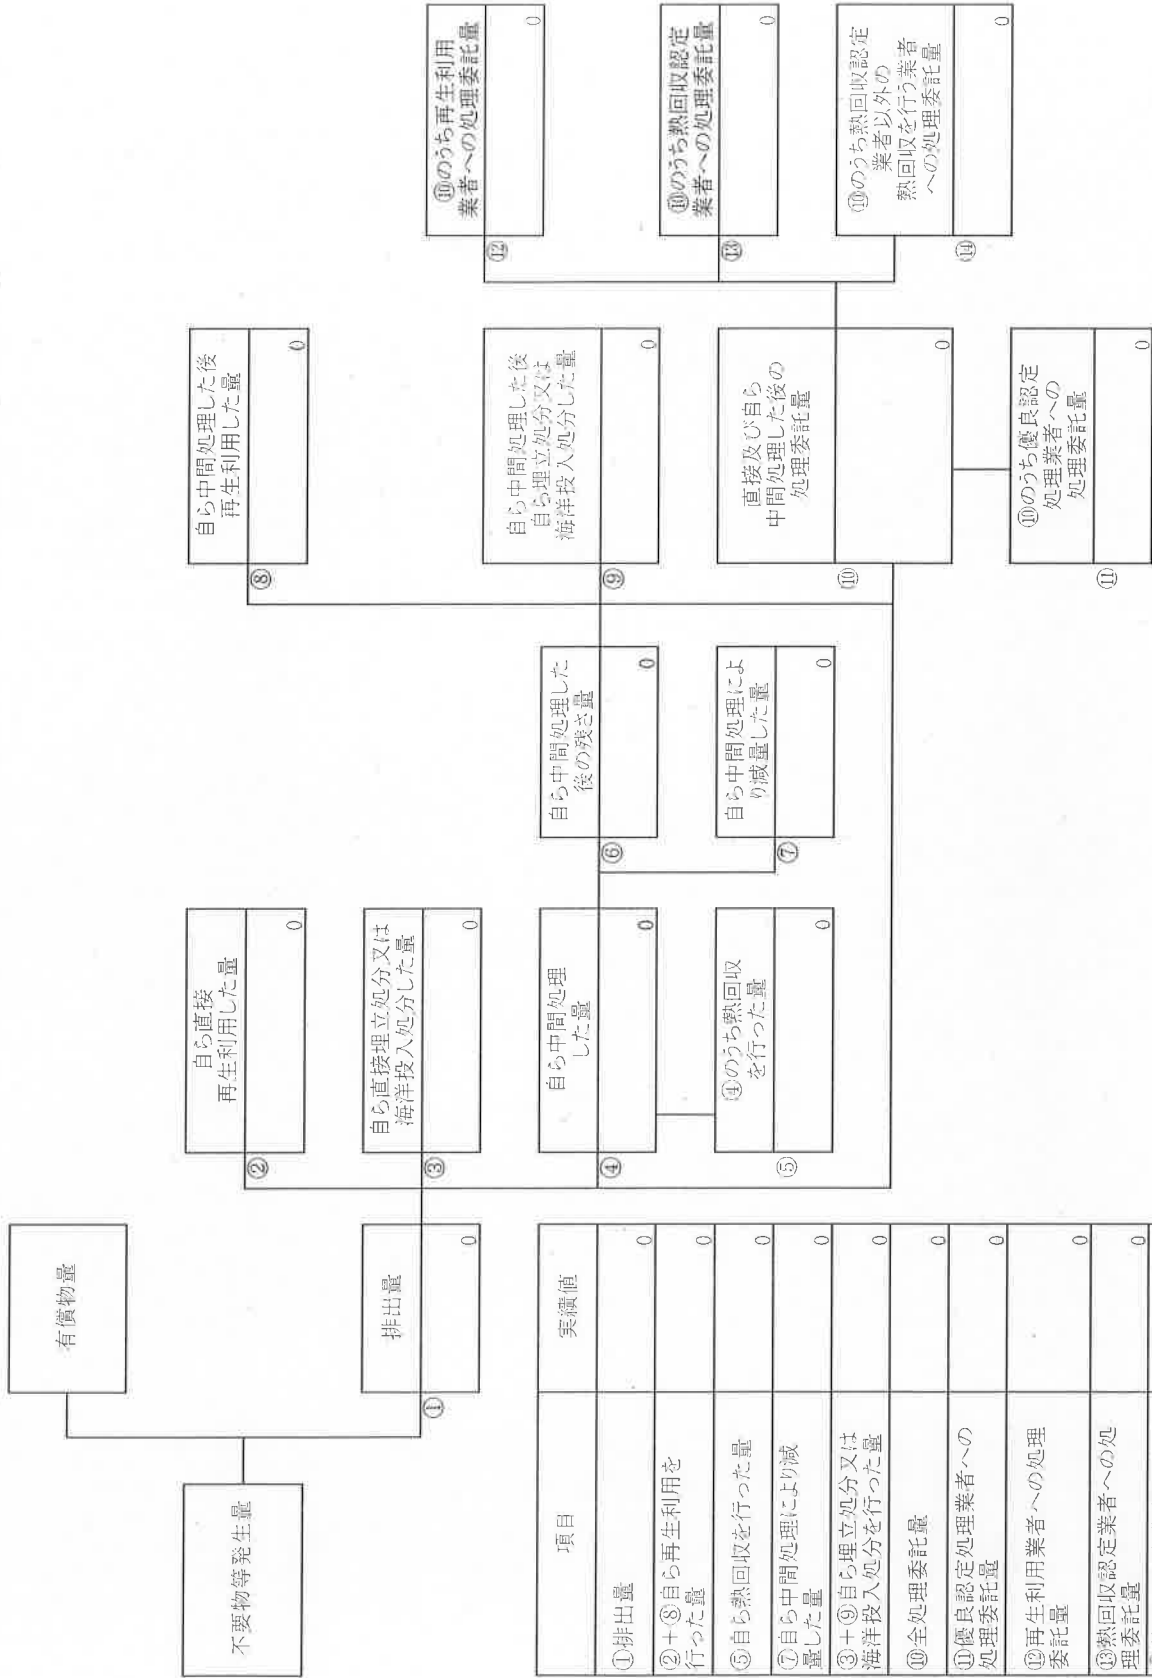 不要物等発生量
有償物量
排出量
①
0
自ら直接
再生利用した量
②
0
自ら直接埋立処分又は
海洋投入処分した量
③
0
自ら中間処理
した量
④
0
④のうち熱回収
を行った量
⑤
0
自ら中間処理した
後の残さ量
⑥
0
自ら中間処理によ
り減量した量
⑦
0
自ら中間処理した後
再生利用した量
⑧
0
自ら中間処理した後
自ら埋立処分又は
海洋投入処分した量
⑨
0
直接及び自ら
中間処理した後の
処理委託量
⑩
0
⑩のうち優良認定
処理業者への
処理委託量
⑪
0
⑩のうち再生利用
業者への処理委託量
⑫
0
⑩のうち熱回収認定
業者への処理委託量
⑬
0
⑩のうち熱回収認定
業者以外の
熱回収を行う業者
への処理委託量
⑭
0
項目
実績値
①排出量
0
②+⑧自ら再生利用を
行った量
0
⑤自ら熱回収を行った量
0
⑦自ら中間処理により減
量した量
0
③+⑨自ら埋立処分又は
海洋投入処分を行った量
0
⑩全処理委託量
0
⑪優良認定処理業者への
処理委託量
0
⑫再生利用業者への処理
委託量
0
⑬熱回収認定業者への処
理委託量
0